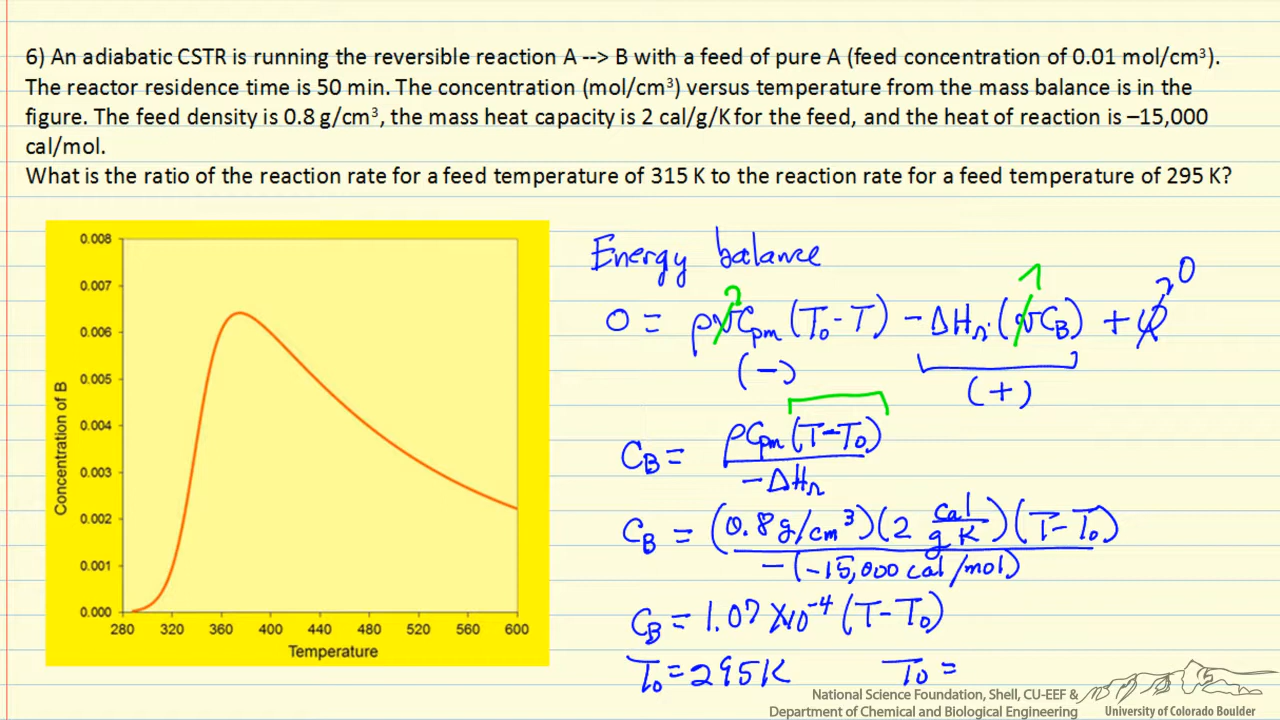 6) An adiabatic CSTR is running the reversible reaction A --> B with a feed of pure A (feed concentration of 0.01 mol/cm³).
The reactor residence time is 50 min. The concentration (mol/cm³) versus temperature from the mass balance is in the
figure. The feed density is 0.8 g/cm³, the mass heat capacity is 2 cal/g/K for the feed, and the heat of reaction is –15,000
cal/mol.
What is the ratio of the reaction rate for a feed temperature of 315 K to the reaction rate for a feed temperature of 295 K?
0.008
0.007
0.006
0.005
0.004
0.003
0.002
0.001
0.000
280 320 360 400 440 480 520 560 600
Concentration of B
Temperature
Energy balance
0 = ρvCpm (T₀ - T) - ΔHr (vCB) + Q 0
(-) (+)
CB = ρCpm (T - T₀)
-ΔHr
CB = (0.8 g/cm³)(2 cal/g K)(T - T₀)
-(-15,000 cal/mol)
CB = 1.07 × 10⁻⁴ (T - T₀)
T₀ = 295K T₀ =
National Science Foundation, Shell, CU-EEF &
Department of Chemical and Biological Engineering
University of Colorado Boulder